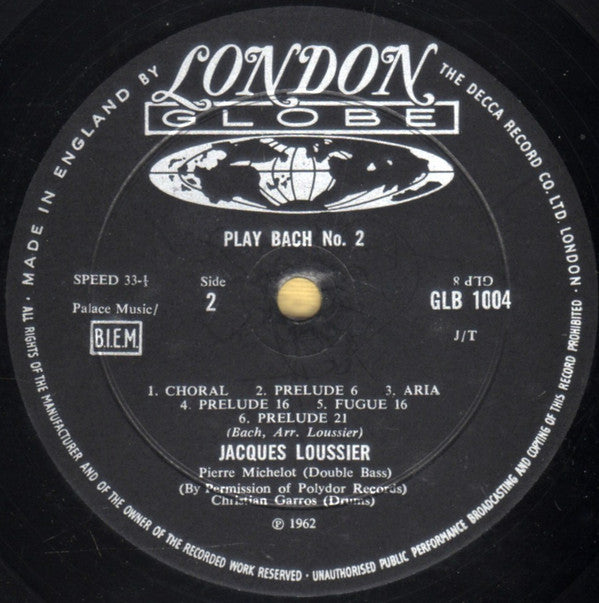 LONDON
GLOBE
MADE IN ENGLAND BY THE DECCA RECORD CO. LTD. LONDON
PLAY BACH No. 2
SPEED 33-⅓
Side
2
GLP 8
GLB 1004
Palace Music/
B.I.E.M.
J/T
1. CHORAL 2. PRELUDE 6 3. ARIA
4. PRELUDE 16 5. FUGUE 16
6. PRELUDE 21
(Bach, Arr. Loussier)
JACQUES LOUSSIER
Pierre Michelot (Double Bass)
(By Permission of Polydor Records)
Christian Garros (Drums)
℗ 1962
· ALL RIGHTS OF THE MANUFACTURER AND OF THE OWNER OF THE RECORDED WORK RESERVED · UNAUTHORISED PUBLIC PERFORMANCE BROADCASTING AND COPYING OF THIS RECORD PROHIBITED ·